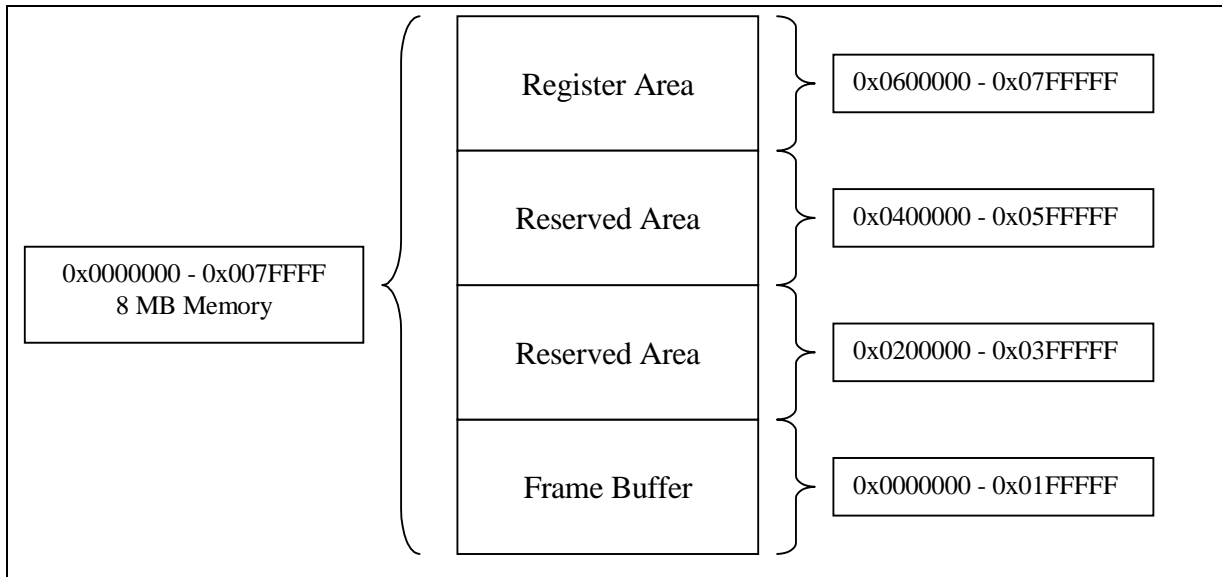 Register Area
0x0600000 - 0x07FFFFF
Reserved Area
0x0400000 - 0x05FFFFF
0x0000000 - 0x007FFFF
8 MB Memory
Reserved Area
0x0200000 - 0x03FFFFF
Frame Buffer
0x0000000 - 0x01FFFFF